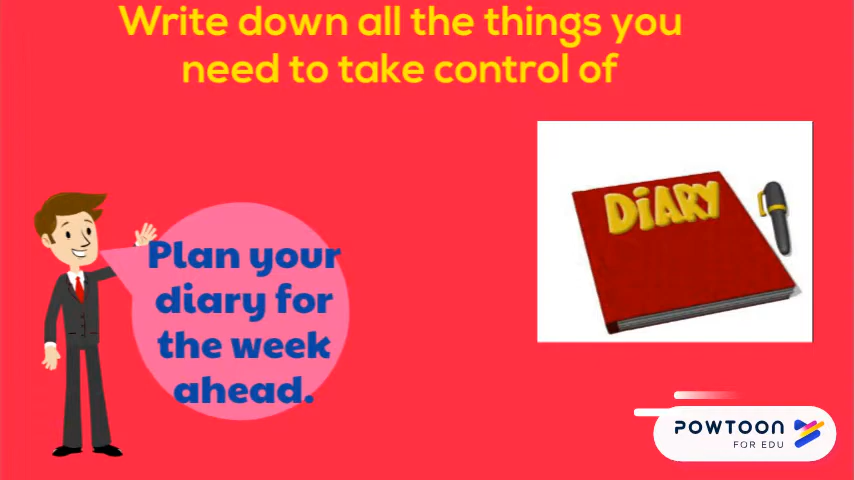 Write down all the things you
need to take control of
DiARY
Plan your
diary for
the week
ahead.
POWTOON
FOR EDU